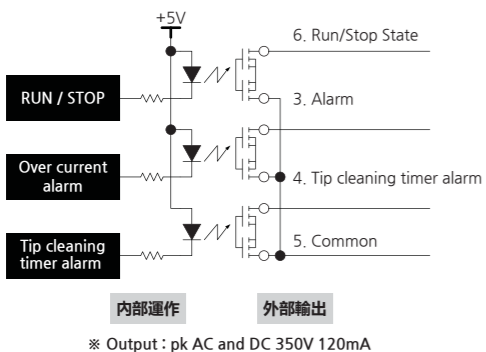 +5V
6. Run/Stop State
RUN / STOP
3. Alarm
Over current
alarm
4. Tip cleaning timer alarm
5. Common
Tip cleaning
timer alarm
内部運作
外部輸出
※ Output : pk AC and DC 350V 120mA